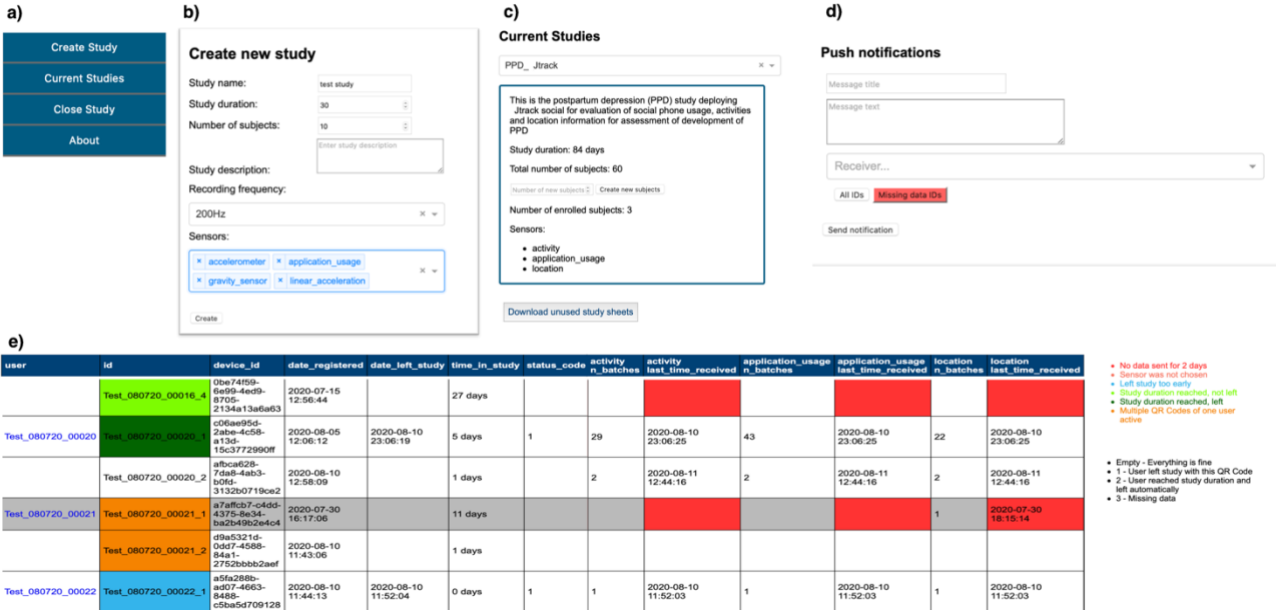 a)
Create Study
Current Studies
Close Study
About
b)
Create new study
Study name:
test study
Study duration:
30
Number of subjects:
10
Enter study description
Study description:
Recording frequency:
200Hz
Sensors:
× accelerometer × application_usage
× gravity_sensor × linear_acceleration
Create
c)
Current Studies
PPD_ Jtrack
This is the postpartum depression (PPD) study deploying
Jtrack social for evaluation of social phone usage, activities
and location information for assessment of development of
PPD
Study duration: 84 days
Total number of subjects: 60
Number of new subjects Create new subjects
Number of enrolled subjects: 3
Sensors:
• activity
• application_usage
• location
Download unused study sheets
d)
Push notifications
Message title
Message text
Receiver...
All IDs Missing data IDs
Send notification
e)
user id device_id date_registered date_left_study time_in_study status_code activity n_batches activity last_time_received application_usage n_batches application_usage last_time_received location n_batches location last_time_received
Test_080720_00016_4 0be74f59-6e99-4ed9-8705-2134a13a6a63 2020-07-15 12:56:44 27 days
Test_080720_00020 Test_080720_00020_1 c06ae95d-2abe-4c58-a13d-15c3772990ff 2020-08-05 12:06:12 2020-08-10 23:06:19 5 days 1 29 2020-08-10 23:06:25 43 2020-08-10 23:06:25 22 2020-08-10 23:06:25
Test_080720_00020_2 afbca628-7da8-4ab3-b0fd-3132b0719ce2 2020-08-10 12:58:09 1 days 2 2020-08-11 12:44:16 2 2020-08-11 12:44:16 2 2020-08-11 12:44:16
Test_080720_00021 Test_080720_00021_1 a7affcb7-c4dd-4375-8e34-ba2b49b2e4c4 2020-07-30 16:17:06 11 days 1 2020-07-30 18:15:14
Test_080720_00021_2 d9a5321d-0dd7-4588-84a1-2752bbbb2aef 2020-08-10 11:43:06 1 days
Test_080720_00022 Test_080720_00022_1 a5fa288b-ad07-4663-8488-c5ba5d709128 2020-08-10 11:44:13 2020-08-10 11:52:04 0 days 1 1 2020-08-10 11:52:03 1 2020-08-10 11:52:03 1 2020-08-10 11:52:03
• No data sent for 2 days
• Sensor was not chosen
• Left study too early
• Study duration reached, not left
• Study duration reached, left
• Multiple QR Codes of one user
active
• Empty - Everything is fine
• 1 - User left study with this QR Code
• 2 - User reached study duration and
left automatically
• 3 - Missing data